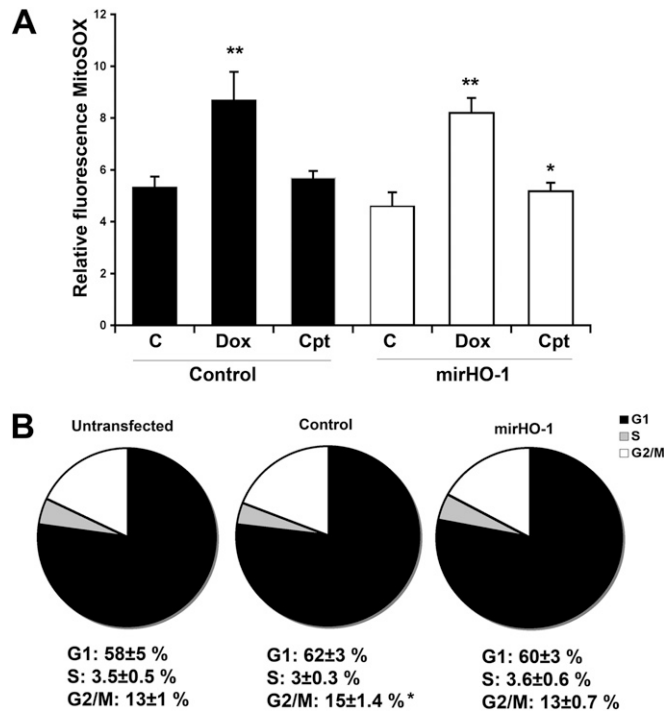 A
Relative fluorescence MitoSOX
12
10
8
6
4
2
0
**
**
*
C Dox Cpt C Dox Cpt
Control mirHO-1
B
Untransfected Control mirHO-1
G1
S
G2/M
G1: 58±5 %
S: 3.5±0.5 %
G2/M: 13±1 %
G1: 62±3 %
S: 3±0.3 %
G2/M: 15±1.4 % *
G1: 60±3 %
S: 3.6±0.6 %
G2/M: 13±0.7 %